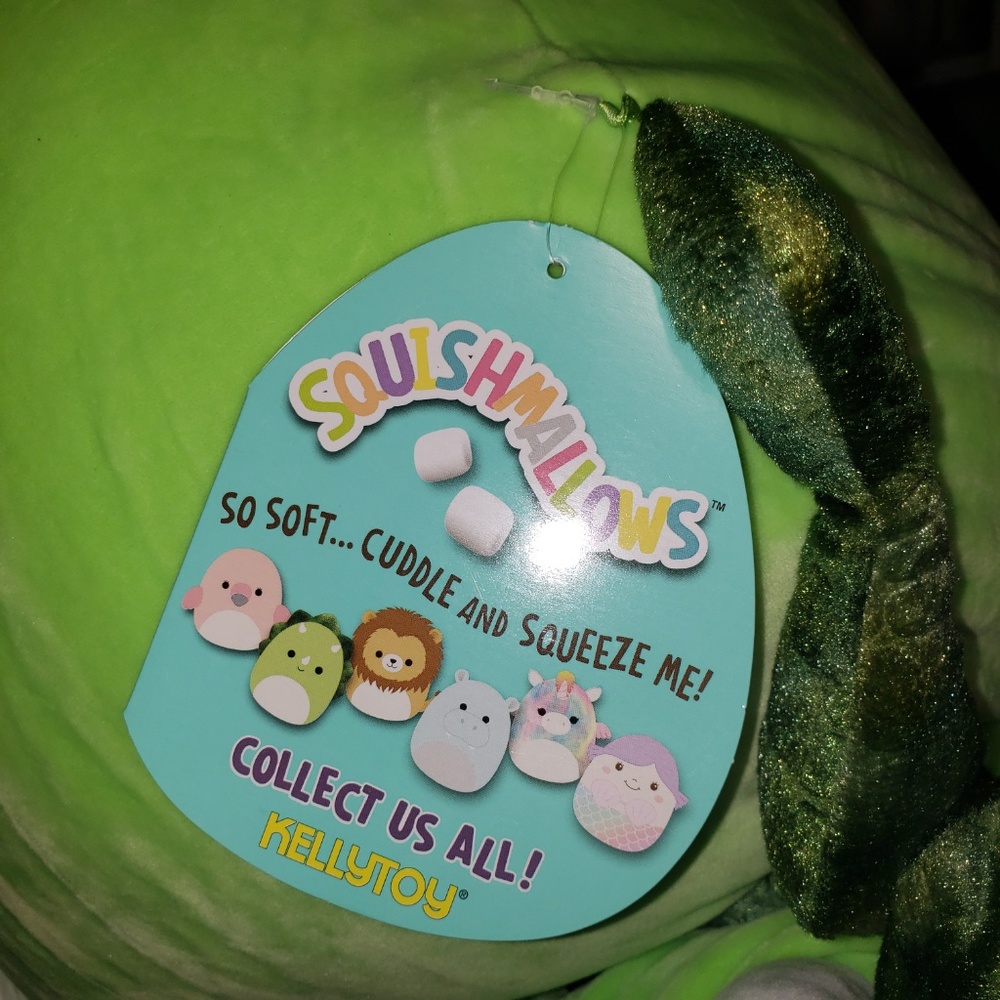 SQUISHMALLOWS™
SO SOFT... CUDDLE AND SQUEEZE ME!
COLLECT US ALL!
KELLYTOY®